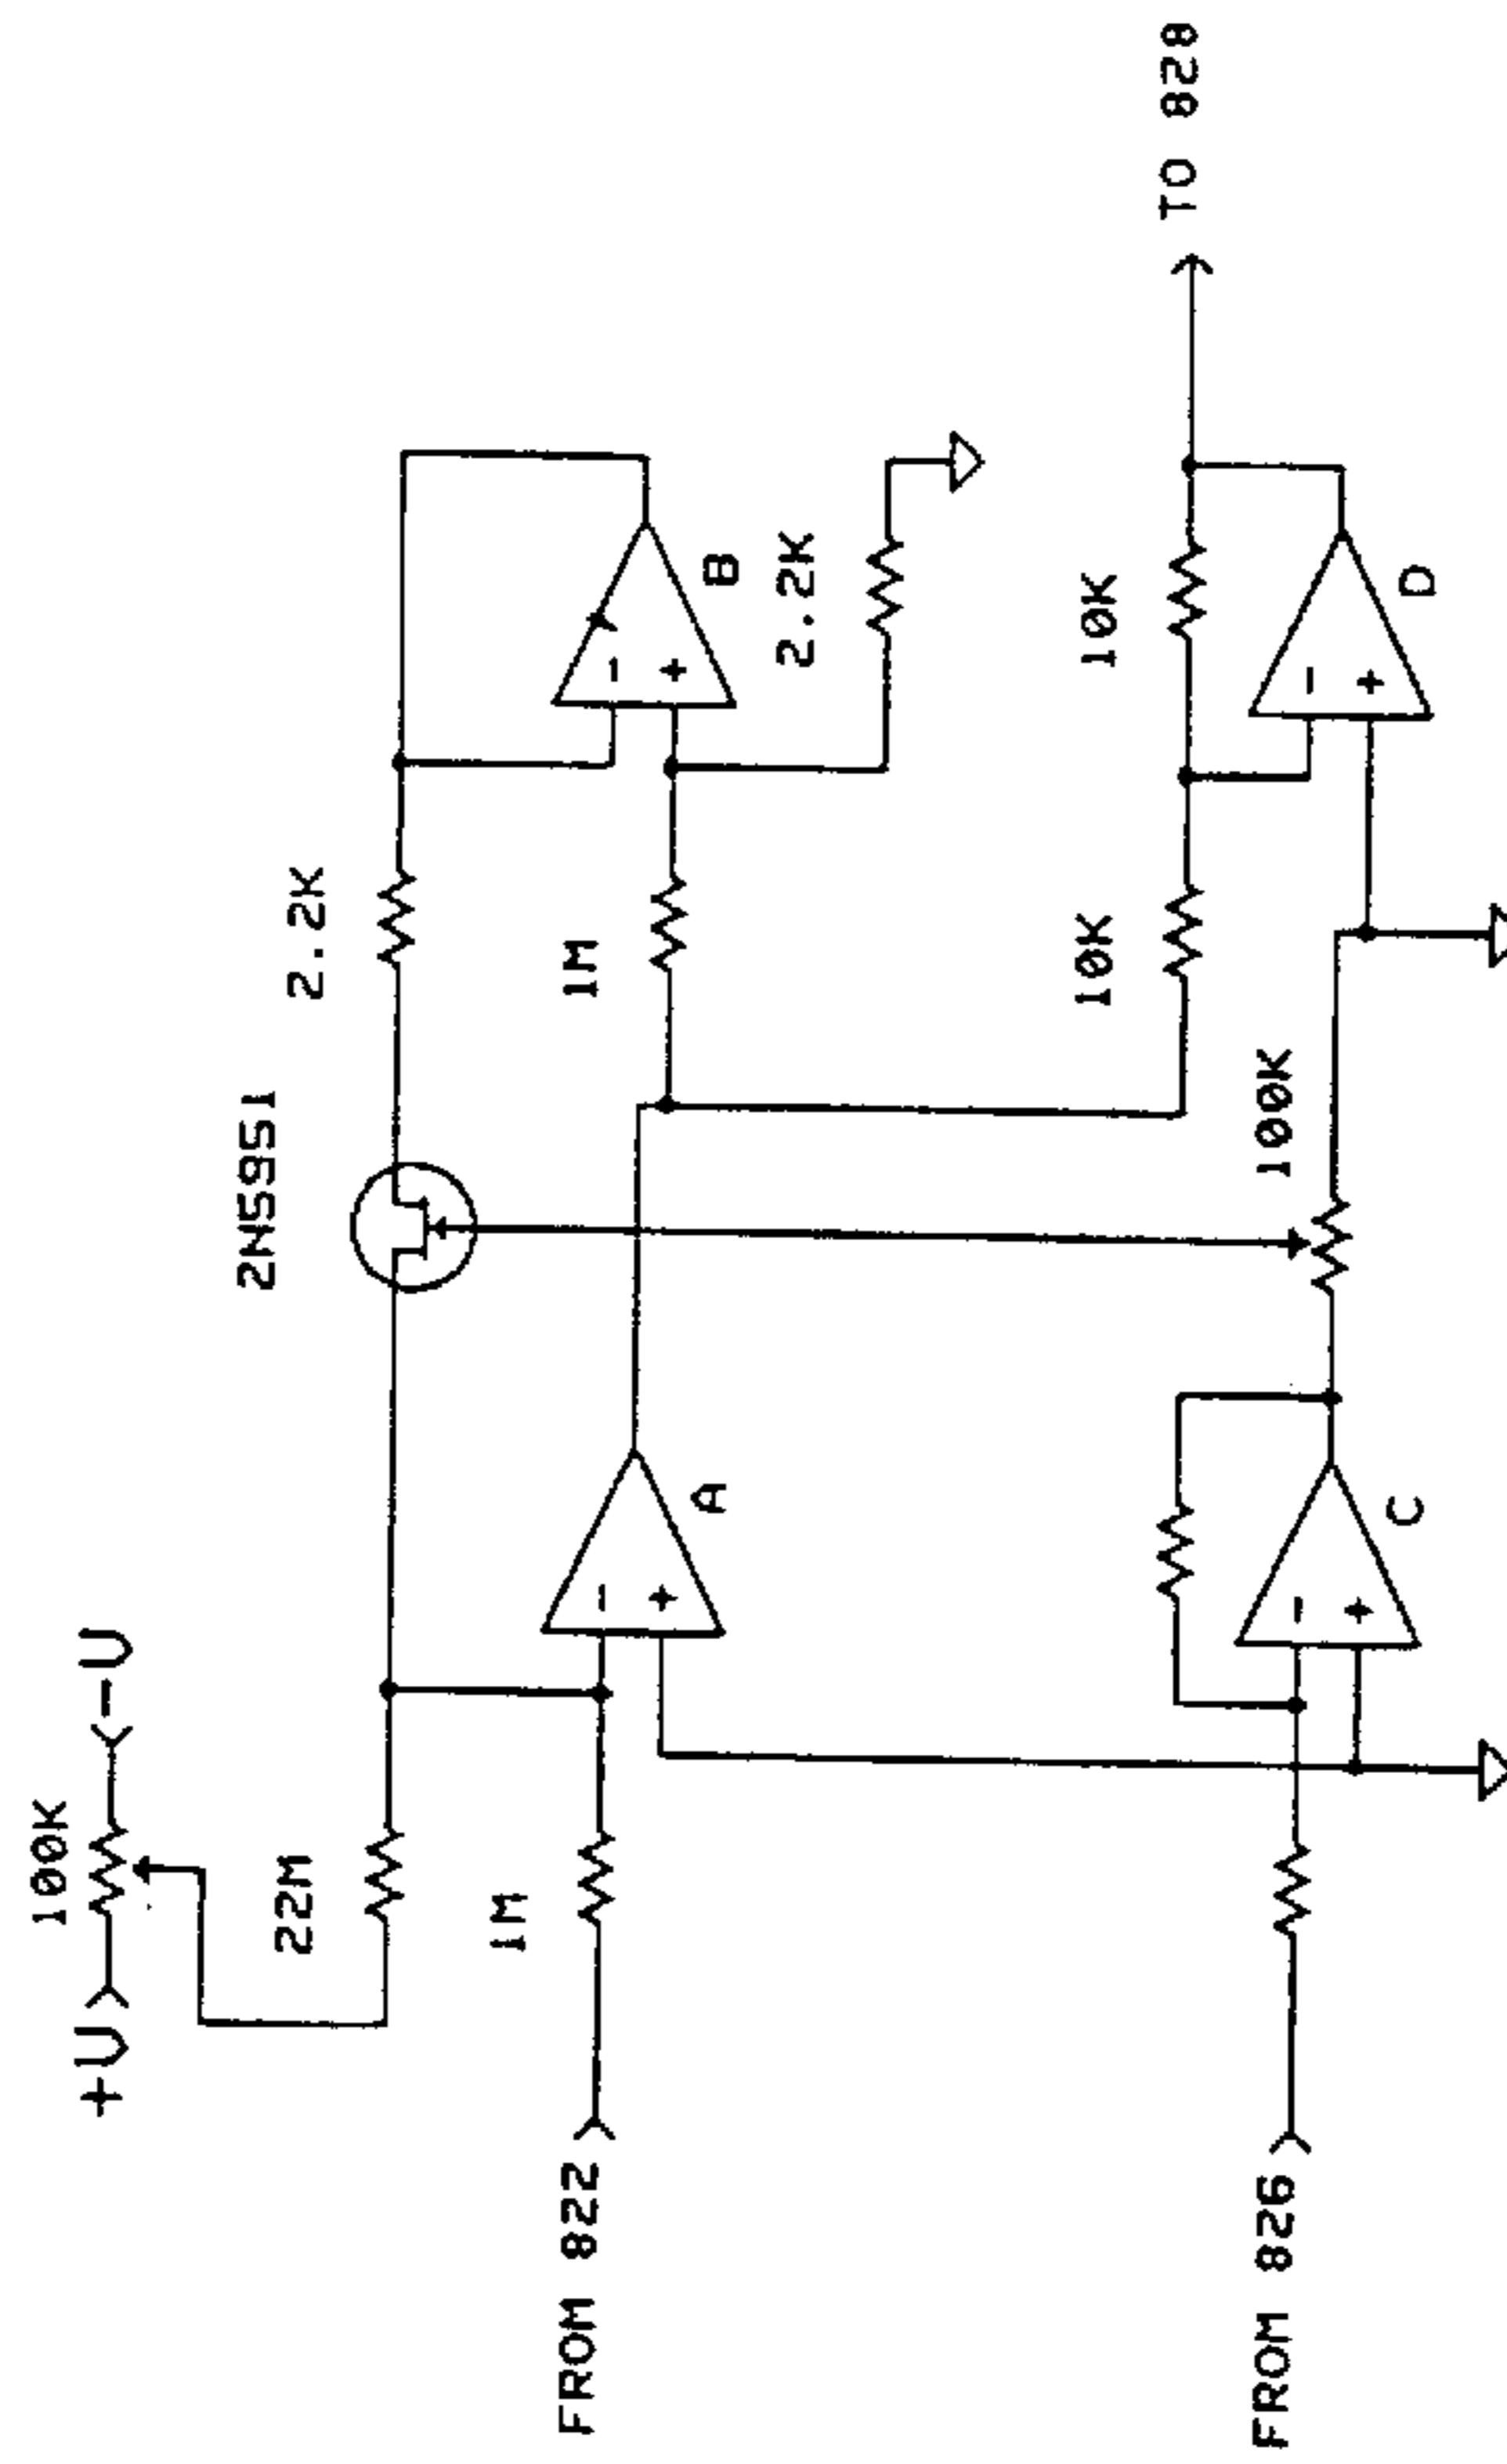 100K
+V
-V
22M
1M
FROM 822
2N5951
2.2K
1M
A
B
2.2K
FROM 826
C
100K
10K
10K
D
TO 828